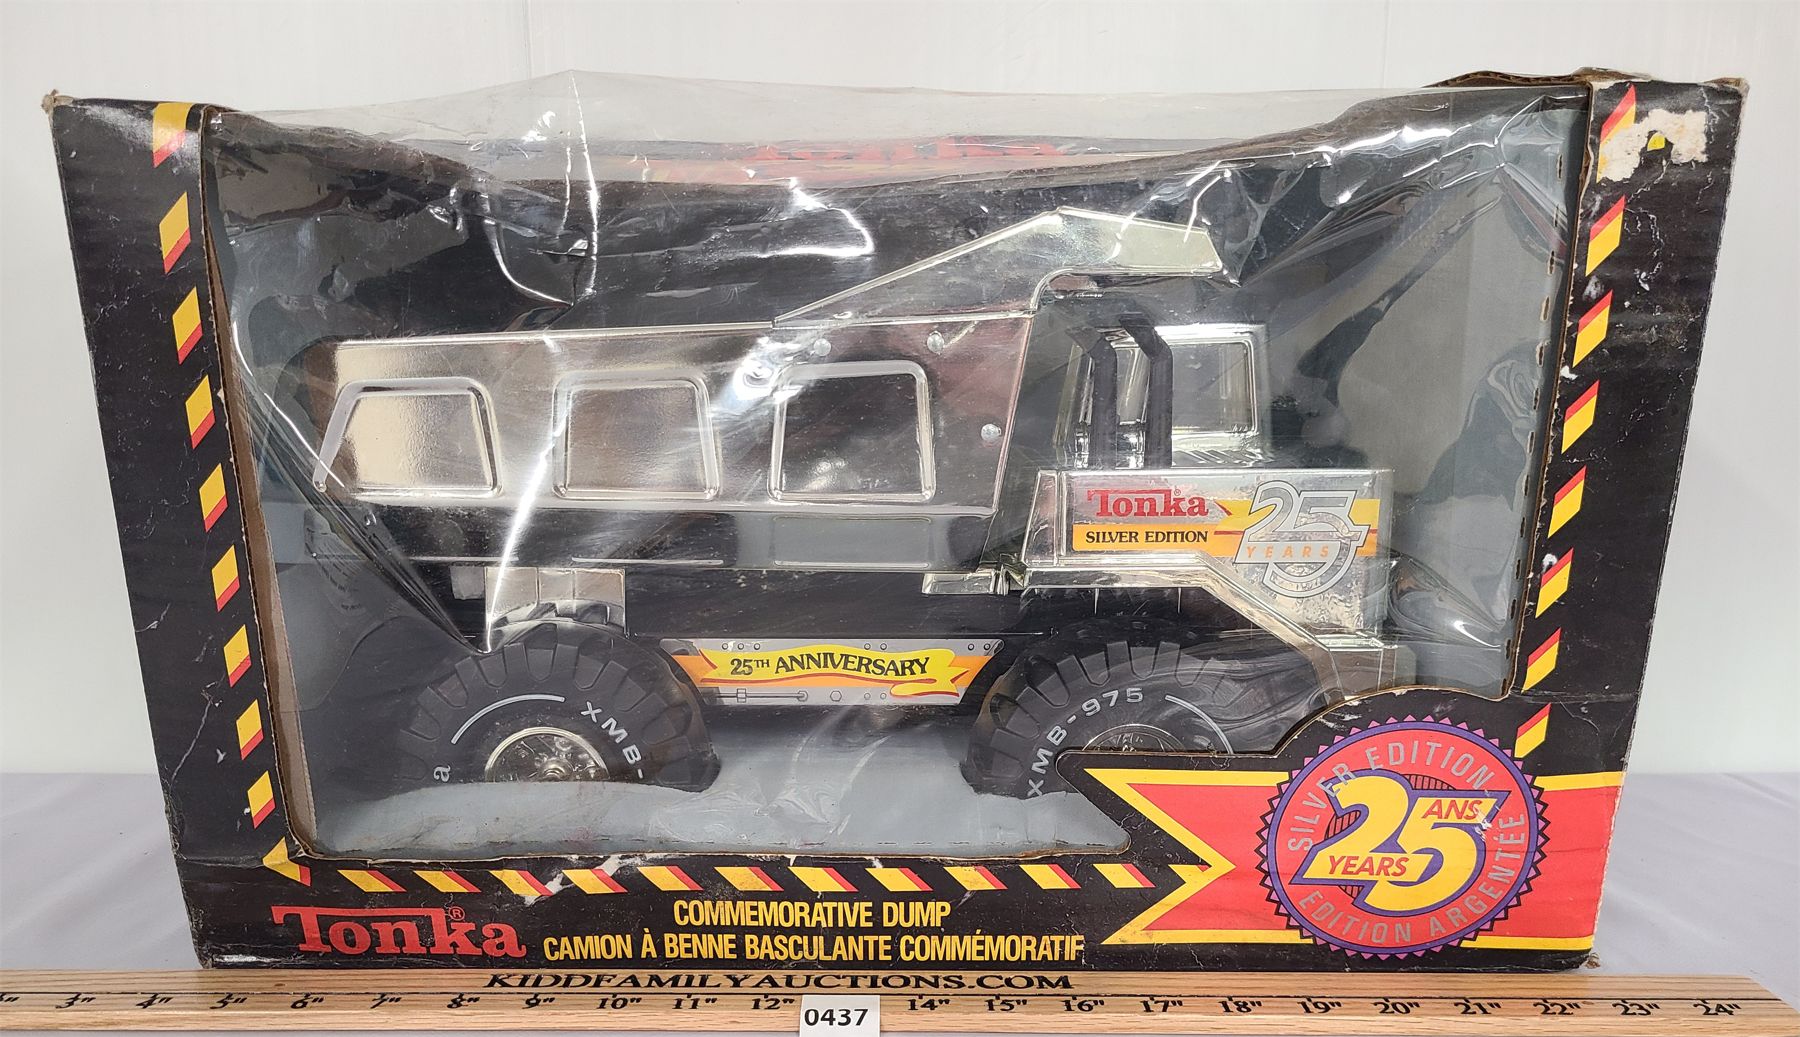 Tonka®
SILVER EDITION
25
YEARS
25TH ANNIVERSARY
XMB-
a
XMB-975
SILVER EDITION
25
ANS
YEARS
EDITION ARGENTÉE
Tonka®
COMMEMORATIVE DUMP
CAMION À BENNE BASCULANTE COMMÉMORATIF
KIDDFAMILYAUCTIONS.COM
3" 4" 5" 6" 7" 8" 9" 10" 11" 12" 14" 15" 16" 17" 18" 19" 20" 21" 22" 23" 24"
0437